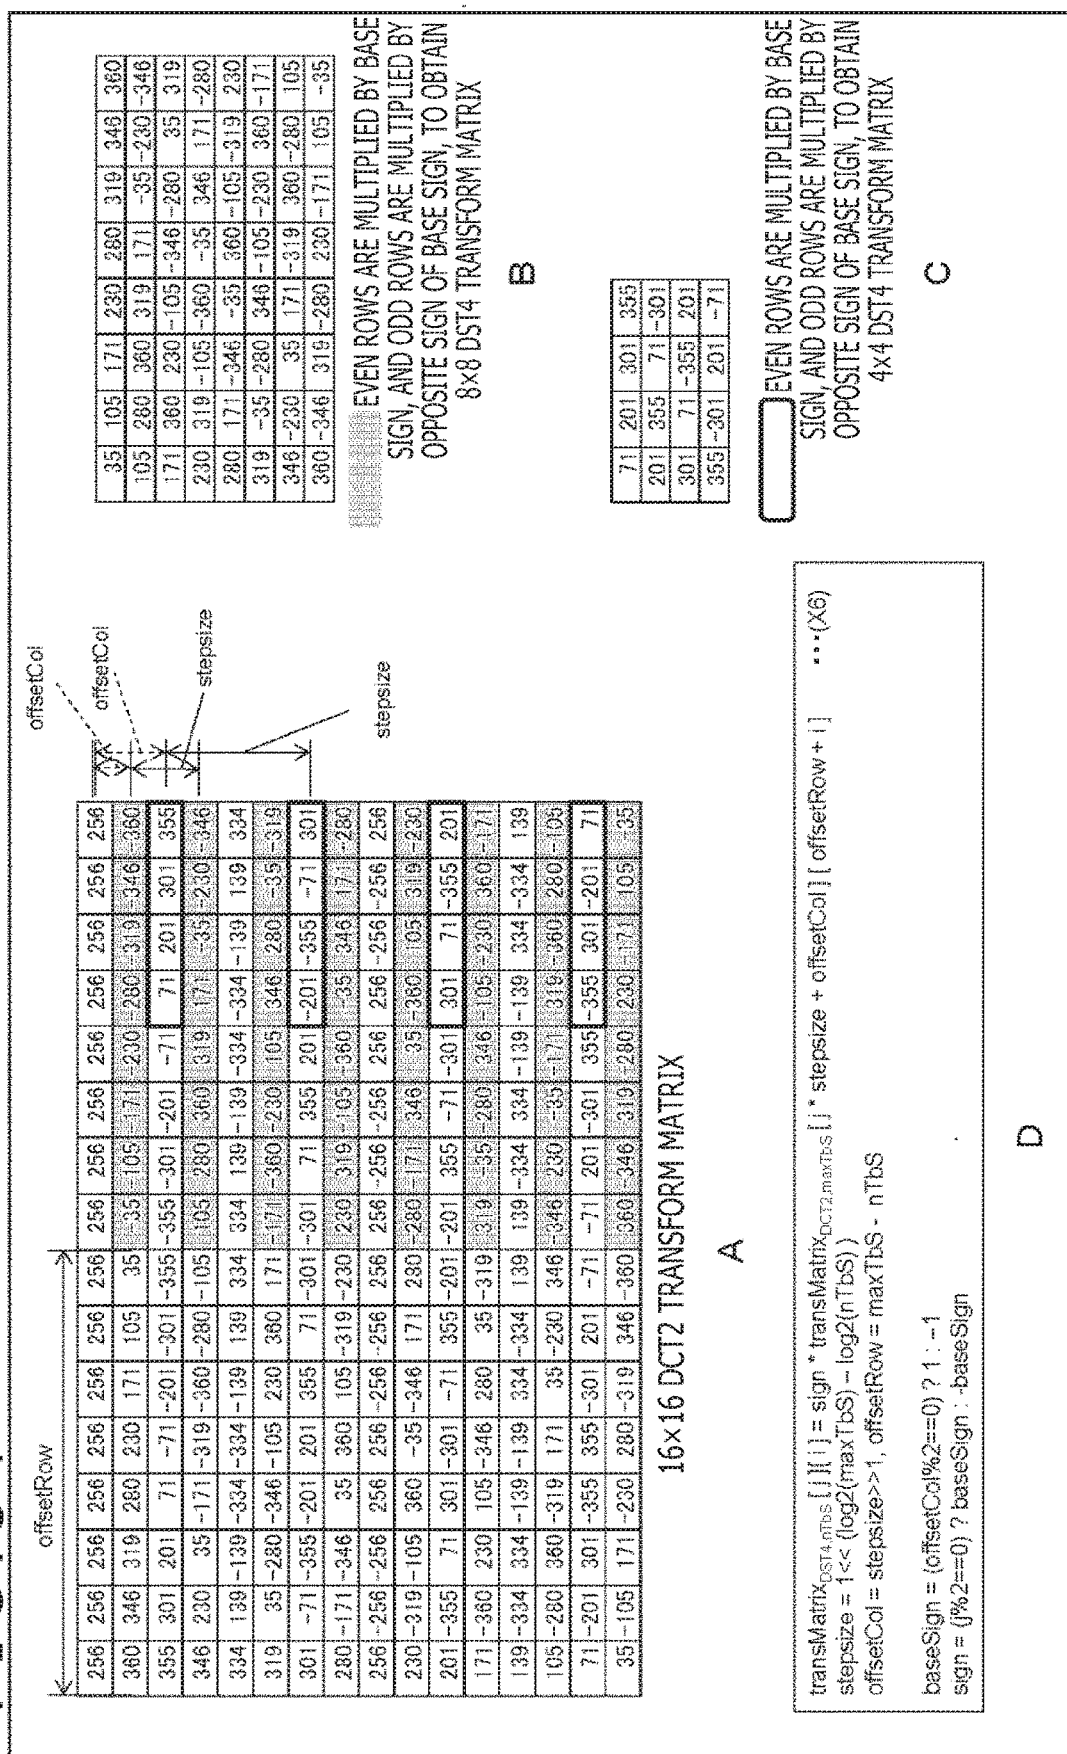 offsetRow
offsetCol
offsetCol
stepsize
stepsize
256 256 256 256 256 256 256 256 256 256 256 256 256 256 256 256
360 346 319 280 230 171 105 35 -35 -105 -171 -230 -280 -319 -346 -360
355 301 201 71 -71 -201 -301 -355 -355 -301 -201 -71 71 201 301 355
346 230 35 -171 -319 -360 -280 -105 105 280 360 319 171 -35 -230 -346
334 139 -139 -334 -334 -139 139 334 334 139 -139 -334 -334 -139 139 334
319 35 -280 -346 -105 230 360 171 -171 -360 -230 105 346 280 -35 -319
301 -71 -355 -201 201 355 71 -301 -301 71 355 201 -201 -355 -71 301
280 -171 -346 35 360 105 -319 -230 230 319 -105 -360 -35 346 171 -280
256 -256 -256 256 256 -256 -256 256 256 -256 -256 256 256 -256 -256 256
230 -319 -105 360 -35 -346 171 280 -280 -171 346 35 -360 105 319 -230
201 -355 71 301 -301 -71 355 -201 -201 355 -71 -301 301 71 -355 201
171 -360 230 105 -346 280 35 -319 319 -35 -280 346 -105 -230 360 -171
139 -334 334 -139 -139 334 -334 139 139 -334 334 -139 -139 334 -334 139
105 -280 360 -319 171 35 -230 346 -346 230 -35 -171 319 -360 280 -105
71 -201 301 -355 355 -301 201 -71 -71 201 -301 355 -355 301 -201 71
35 -105 171 -230 280 -319 346 -360 360 -346 319 -280 230 -171 105 -35
16×16 DCT2 TRANSFORM MATRIX
A
35 105 171 230 280 319 346 360
105 280 360 319 171 -35 -230 -346
171 360 230 -105 -346 -280 35 319
230 319 -105 -360 -35 346 171 -280
280 171 -346 -35 360 -105 -319 230
319 -35 -280 346 -105 -230 360 -171
346 -230 35 171 -319 360 -280 105
360 -346 319 -280 230 -171 105 -35
EVEN ROWS ARE MULTIPLIED BY BASE
SIGN, AND ODD ROWS ARE MULTIPLIED BY
OPPOSITE SIGN OF BASE SIGN, TO OBTAIN
8×8 DST4 TRANSFORM MATRIX
B
71 201 301 355
201 355 71 -301
301 71 -355 201
355 -301 201 -71
EVEN ROWS ARE MULTIPLIED BY BASE
SIGN, AND ODD ROWS ARE MULTIPLIED BY
OPPOSITE SIGN OF BASE SIGN, TO OBTAIN
4×4 DST4 TRANSFORM MATRIX
C
transMatrixDST4,nTbs [ j ][ i ] = sign * transMatrixDCT2,maxTbs [ j * stepsize + offsetCol ] [ offsetRow + i ] •••(X6)
stepsize = 1<< (log2(maxTbS) – log2(nTbS) )
offsetCol = stepsize>>1, offsetRow = maxTbS - nTbS
baseSign = (offsetCol%2==0) ? 1 : –1
sign = (j%2==0) ? baseSign : -baseSign
D